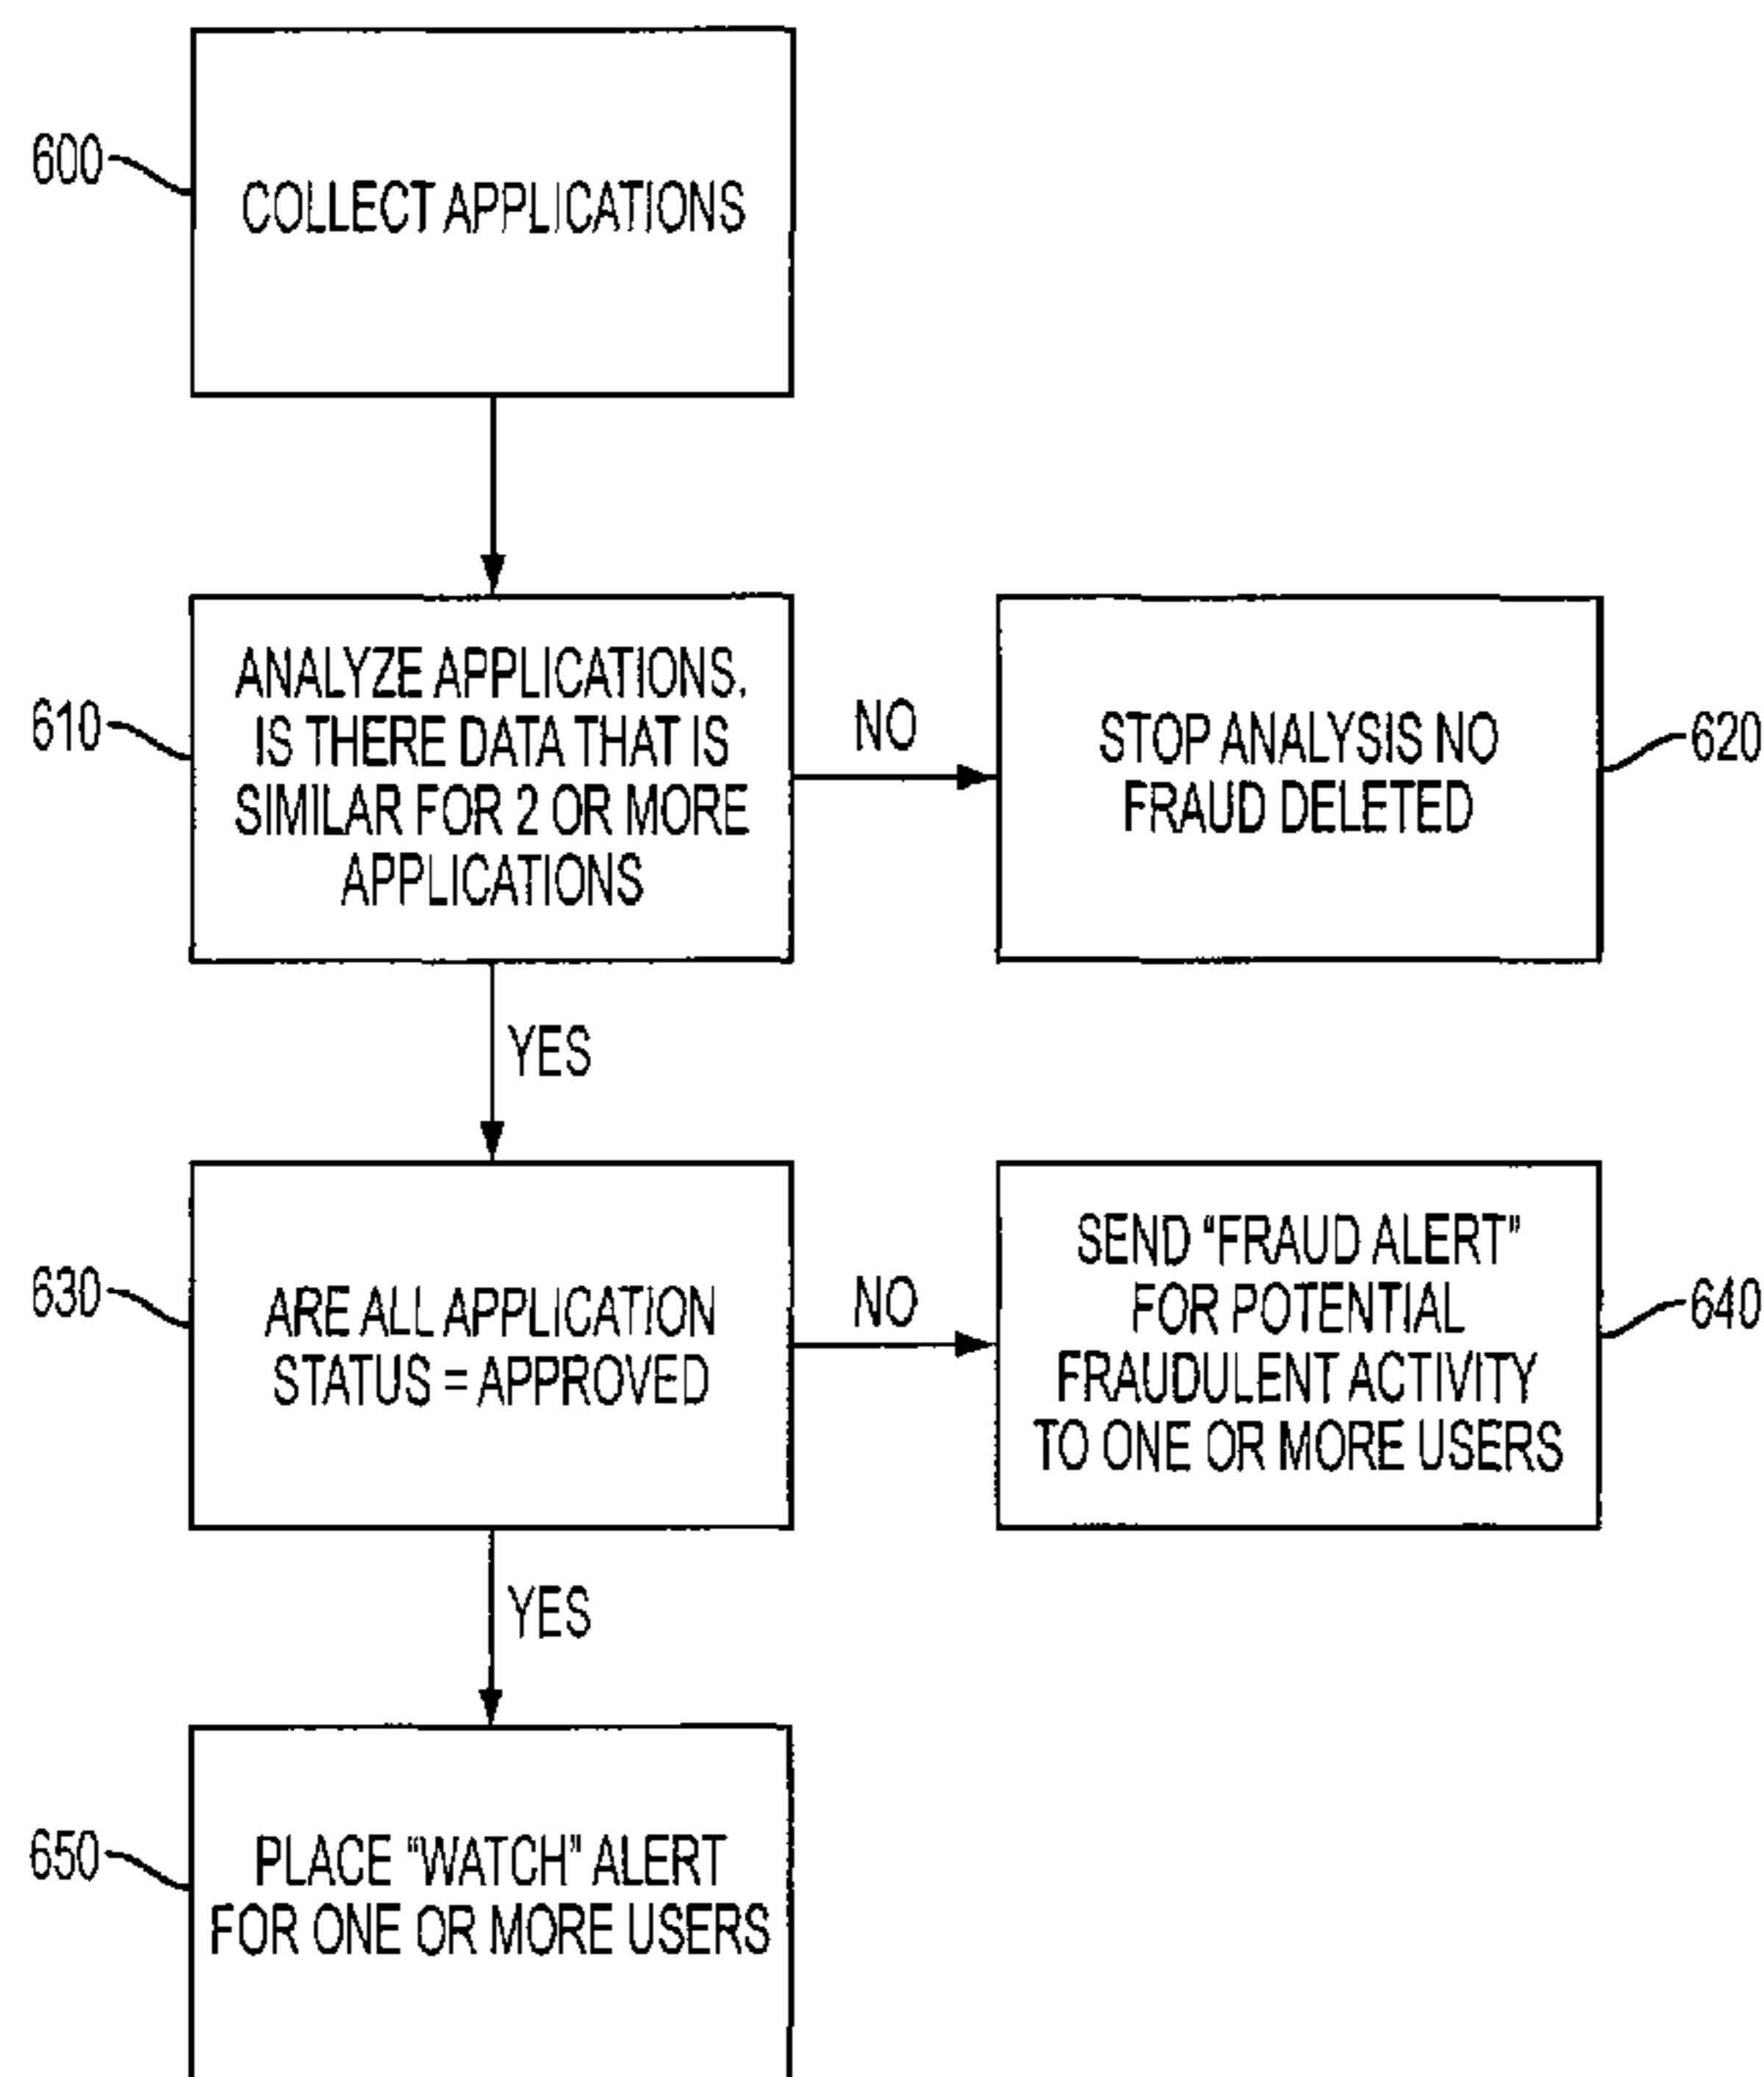 600
COLLECT APPLICATIONS
610
ANALYZE APPLICATIONS.
IS THERE DATA THAT IS
SIMILAR FOR 2 OR MORE
APPLICATIONS
NO
STOP ANALYSIS NO
FRAUD DELETED
620
YES
630
ARE ALL APPLICATION
STATUS = APPROVED
NO
SEND “FRAUD ALERT”
FOR POTENTIAL
FRAUDULENT ACTIVITY
TO ONE OR MORE USERS
640
YES
650
PLACE “WATCH” ALERT
FOR ONE OR MORE USERS